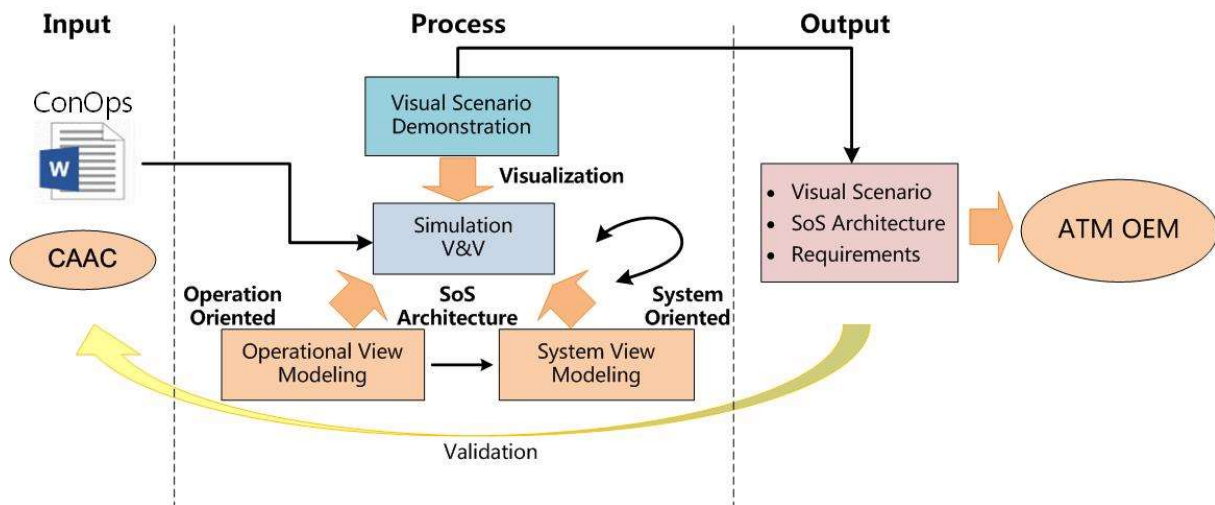 Input
Process
Output
ConOps
W
CAAC
Visual Scenario
Demonstration
Visualization
Simulation
V&V
Operation
Oriented
SoS
Architecture
System
Oriented
Operational View
Modeling
System View
Modeling
• Visual Scenario
• SoS Architecture
• Requirements
ATM OEM
Validation